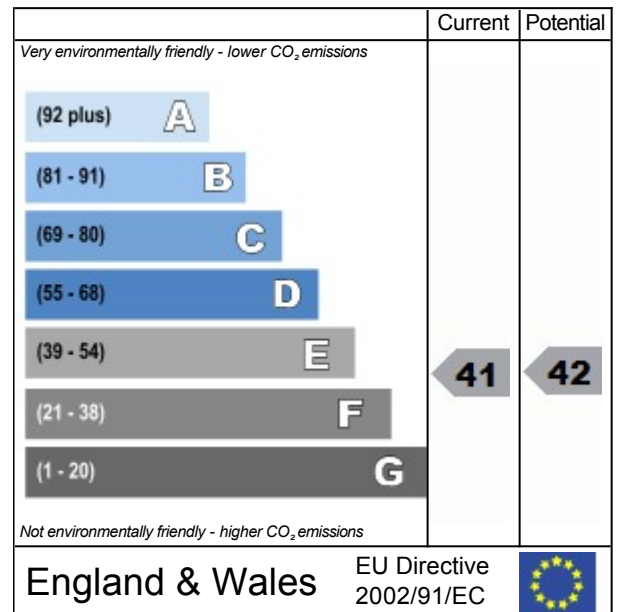 Current Potential
Very environmentally friendly - lower CO₂ emissions
(92 plus) A
(81 - 91) B
(69 - 80) C
(55 - 68) D
(39 - 54) E
41 42
(21 - 38) F
(1 - 20) G
Not environmentally friendly - higher CO₂ emissions
England & Wales
EU Directive
2002/91/EC